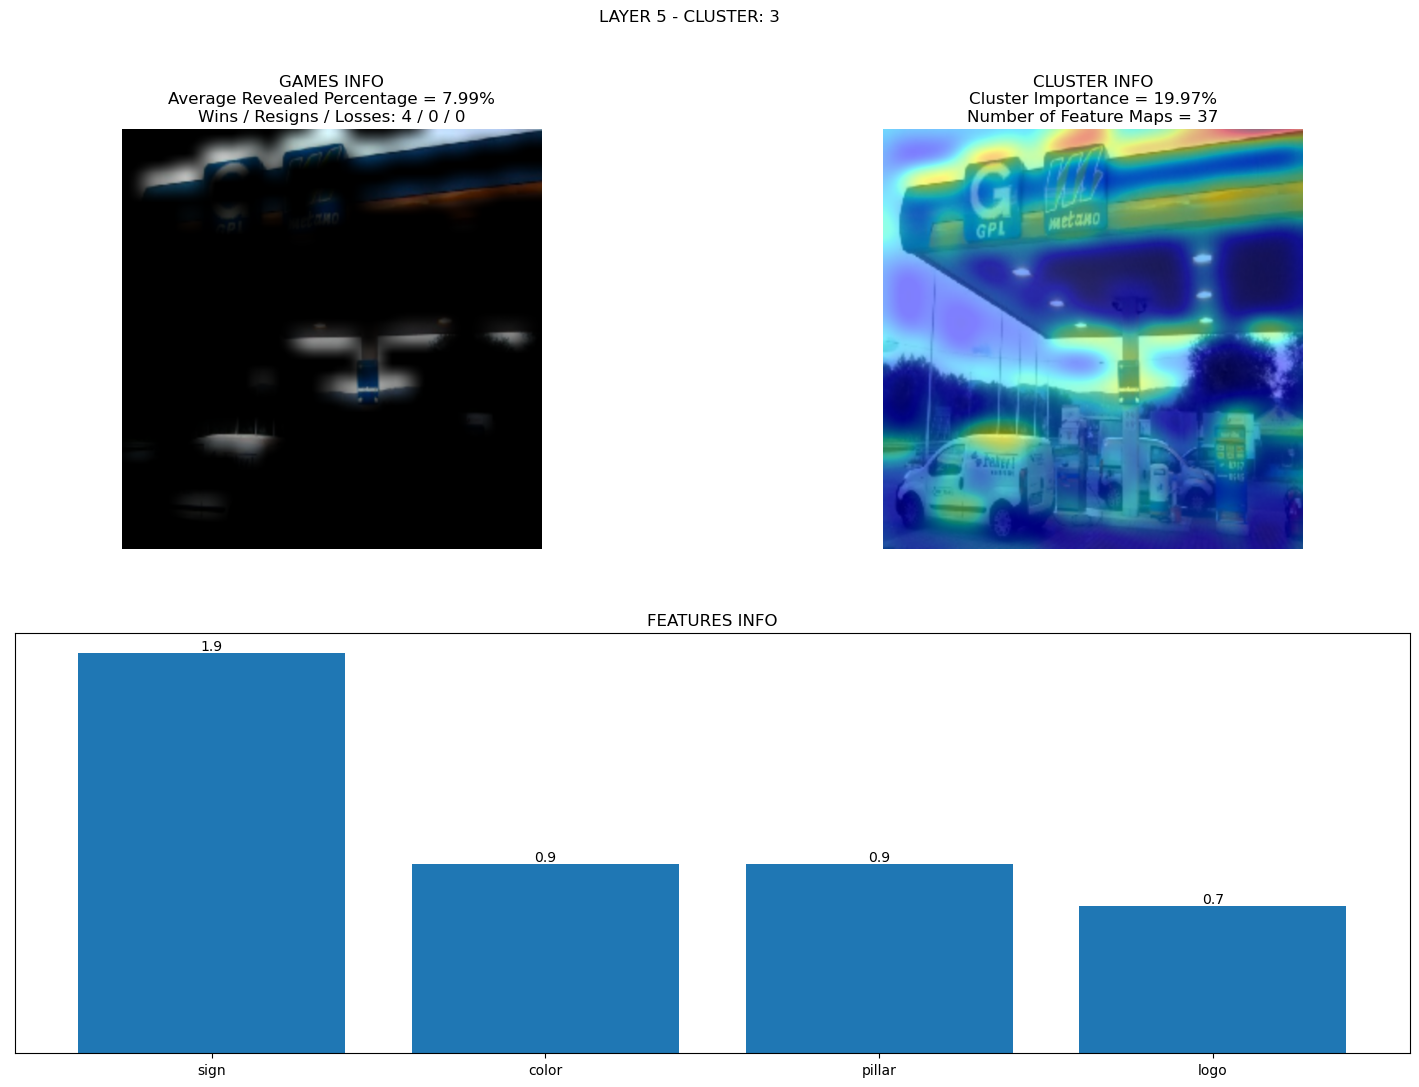 LAYER 5 - CLUSTER: 3
GAMES INFO
Average Revealed Percentage = 7.99%
Wins / Resigns / Losses: 4 / 0 / 0
CLUSTER INFO
Cluster Importance = 19.97%
Number of Feature Maps = 37
G
GPL
metano
G
GPL
metano
FEATURES INFO
1.9
0.9
0.9
0.7
sign
color
pillar
logo